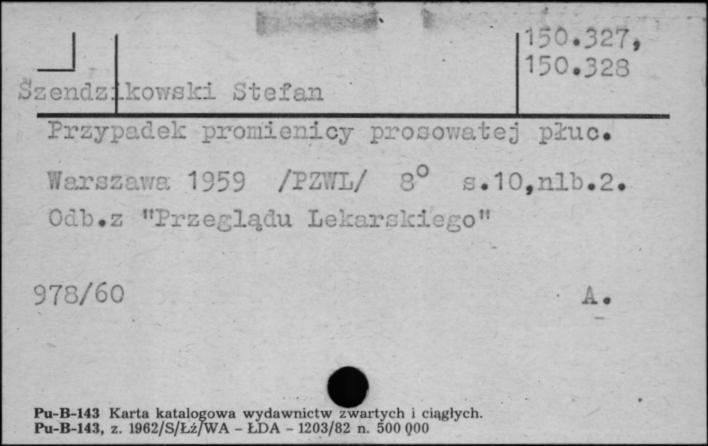 150.327,
150.328
Szendzikowski Stefan
Przypadek promienicy prosowatej płuc.
Warszawa 1959 /PZWL/ 8° s.10,nlb.2.
Odb.z "Przeglądu Lekarskiego"
978/60 A.
Pu-B-143 Karta katalogowa wydawnictw zwartych i ciągłych.
Pu-B-143, z. 1962/S/Łż/WA - ŁDA - 1203/82 n. 500 000